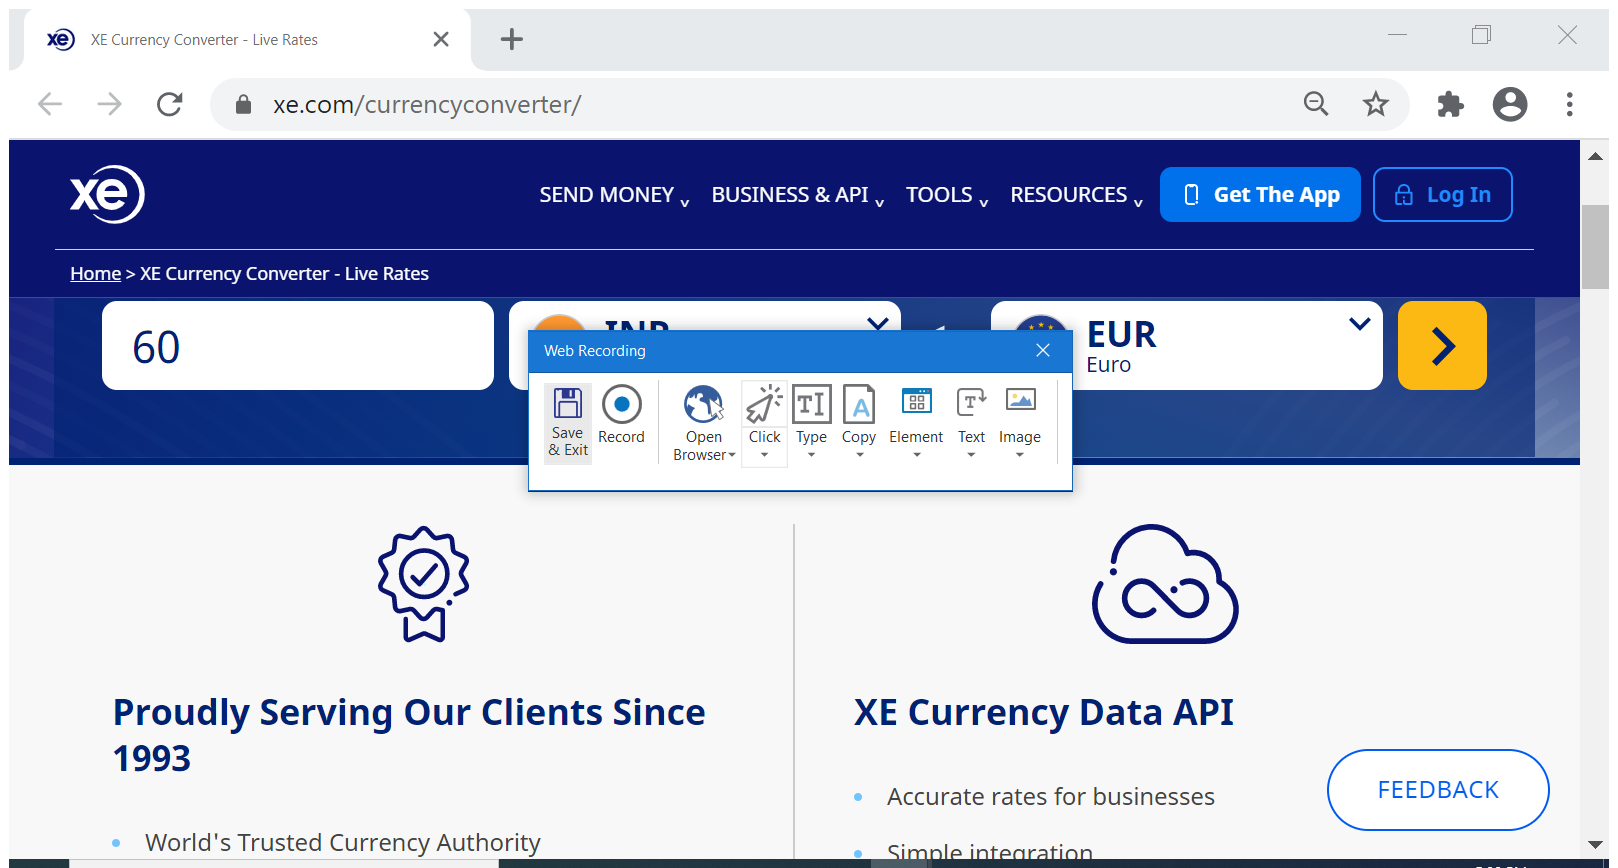 xe XE Currency Converter - Live Rates
xe.com/currencyconverter/
xe SEND MONEY BUSINESS & API TOOLS RESOURCES Get The App Log In
Home > XE Currency Converter - Live Rates
60
INR
EUR
Euro
Web Recording
Save
& Exit
Record
Open
Browser
Click
Type
Copy
Element
Text
Image
Proudly Serving Our Clients Since
1993
World's Trusted Currency Authority
XE Currency Data API
Accurate rates for businesses
Simple integration
FEEDBACK